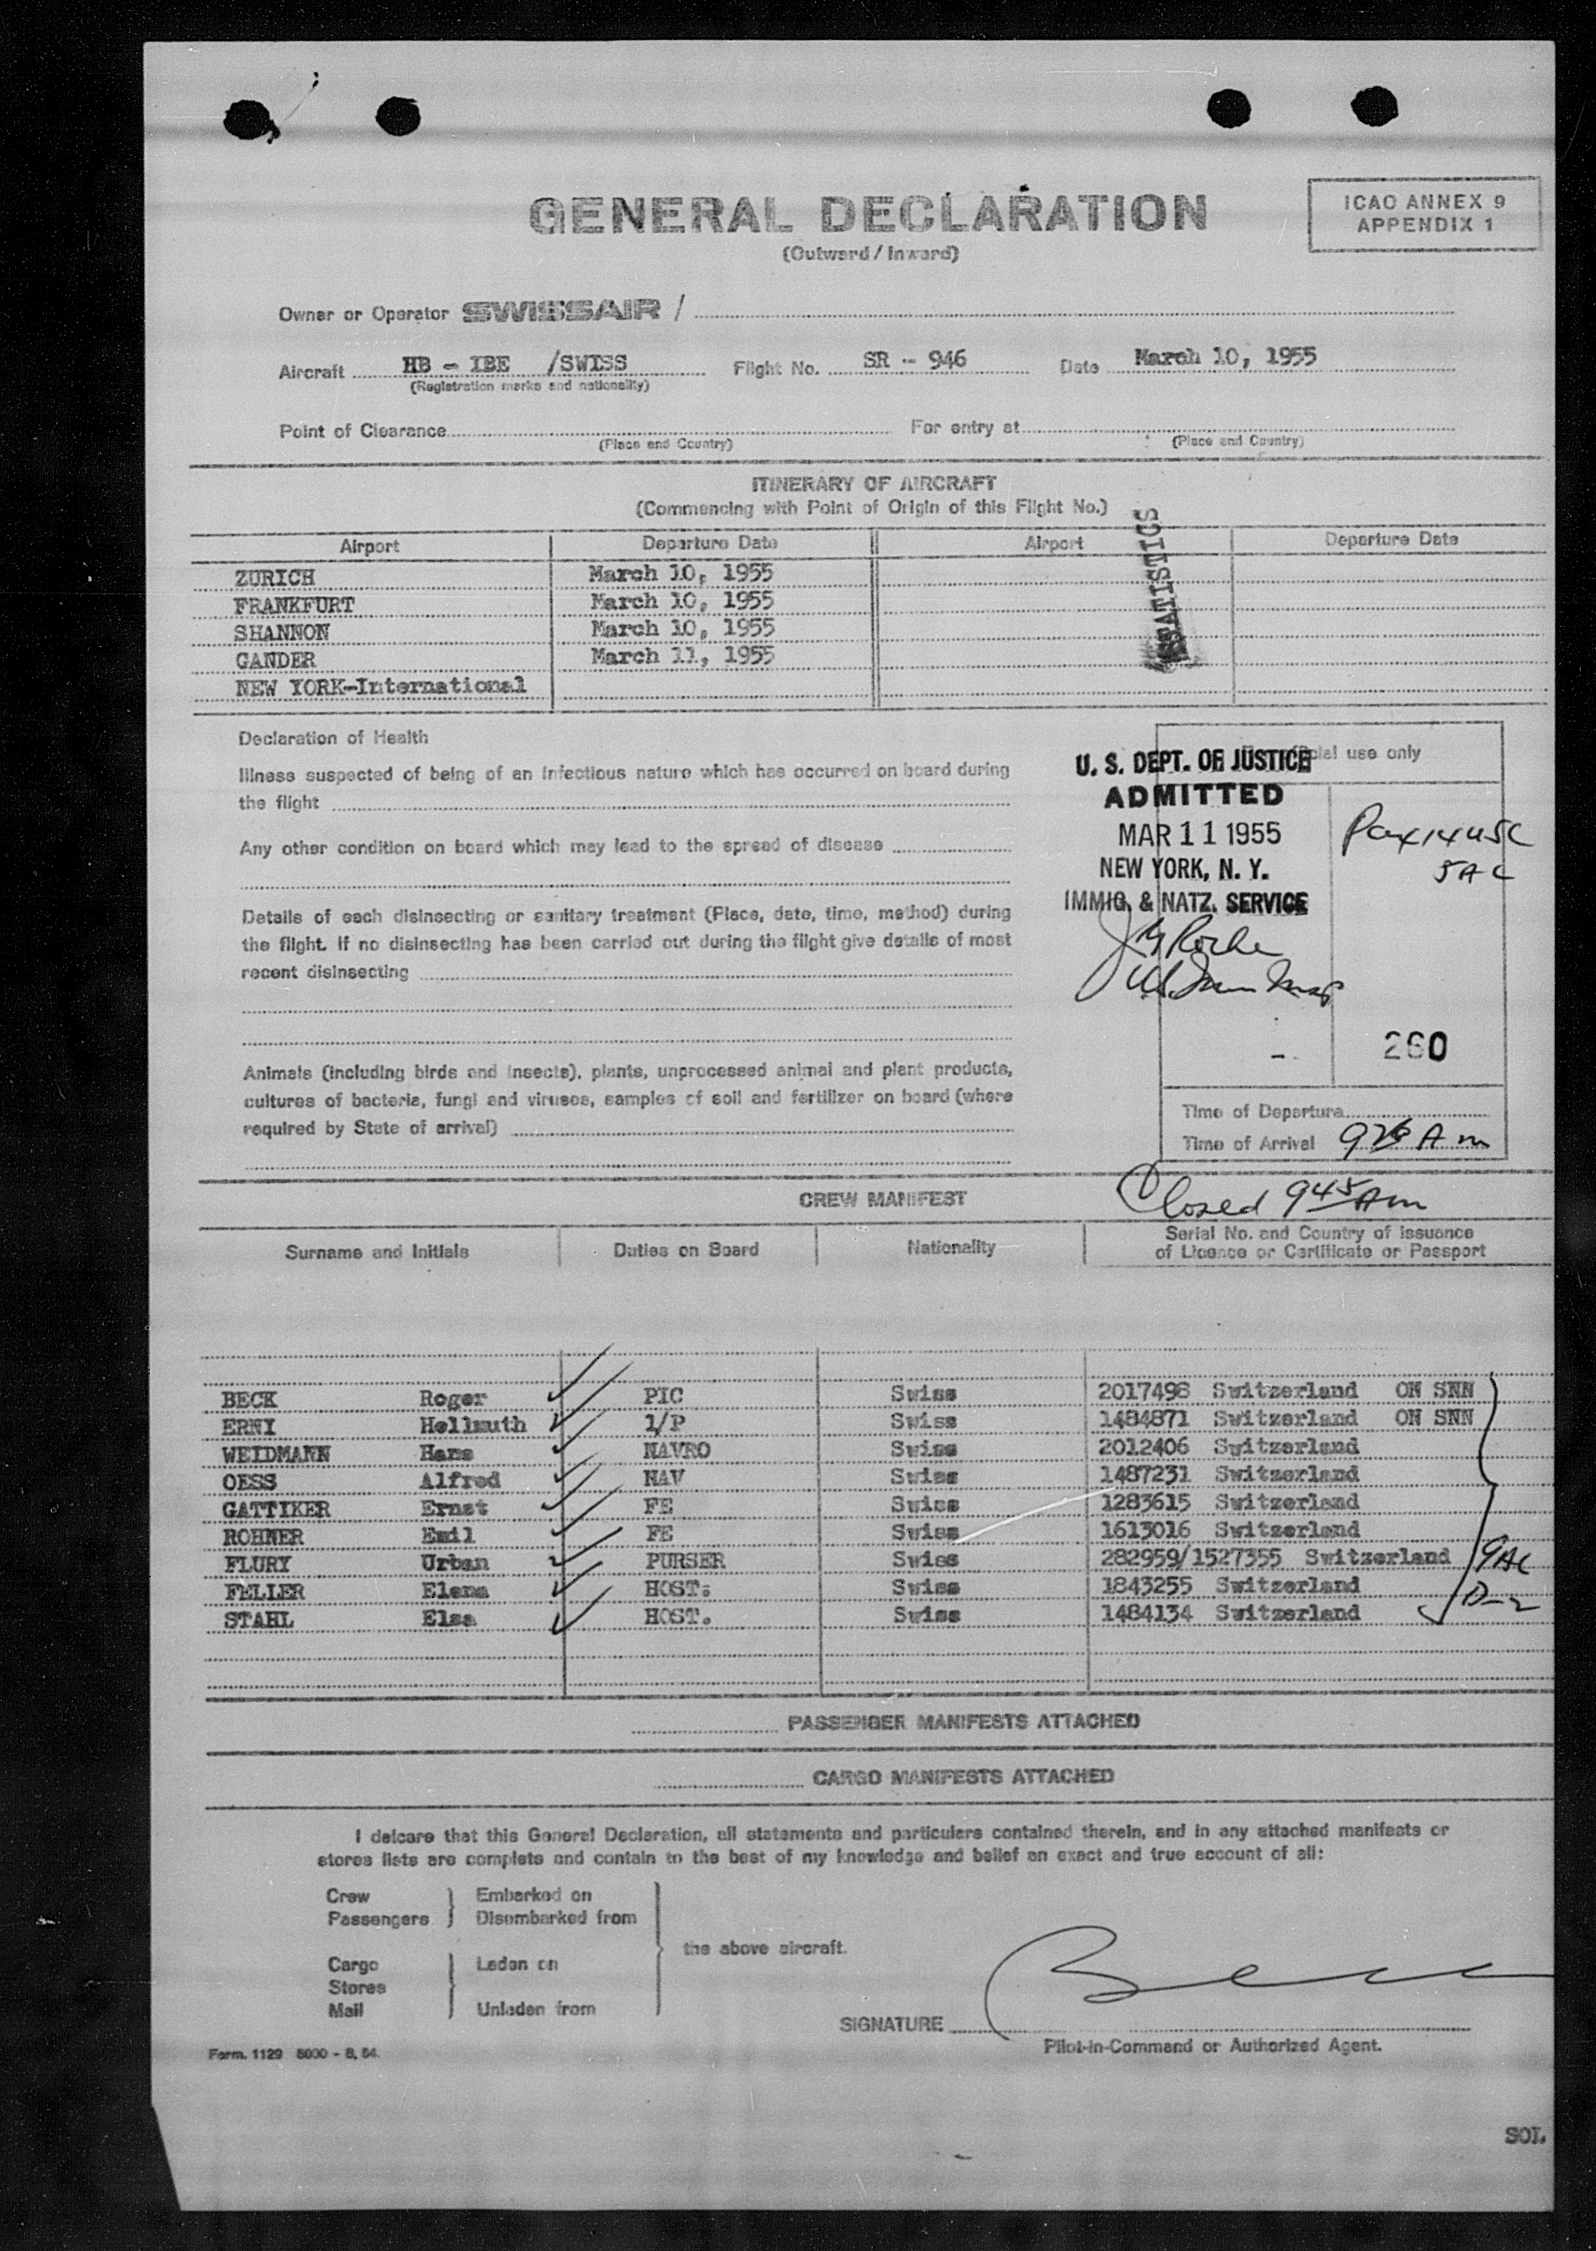 GENERAL DECLARATION
(Outward / Inward)
ICAO ANNEX 9
APPENDIX 1
Owner or Operator SWISSAIR /
Aircraft HB - IBE /SWISS Flight No. SR - 946 Date March 10, 1955
(Registration marks and nationality)
Point of Clearance For entry at
(Place and Country) (Place and Country)
ITINERARY OF AIRCRAFT
(Commencing with Point of Origin of this Flight No.)
Airport Departure Date Airport Departure Date
STATISTICS
ZURICH March 10, 1955
FRANKFURT March 10, 1955
SHANNON March 10, 1955
GANDER March 11, 1955
NEW YORK-International
Declaration of Health
Illness suspected of being of an infectious nature which has occurred on board during
the flight
Any other condition on board which may lead to the spread of disease
Details of each disinsecting or sanitary treatment (Place, date, time, method) during
the flight. If no disinsecting has been carried out during the flight give details of most
recent disinsecting
Animals (including birds and insects), plants, unprocessed animal and plant products,
cultures of bacteria, fungi and viruses, samples of soil and fertilizer on board (where
required by State of arrival)
official use only
U. S. DEPT. OF JUSTICE
ADMITTED
MAR 11 1955
NEW YORK, N. Y.
IMMIG. & NATZ. SERVICE
Pax 14 USC
5 AC
260
Time of Departure
Time of Arrival 926 A m
Closed 945 Am
CREW MANIFEST
Surname and Initials Duties on Board Nationality Serial No. and Country of issuance
of Licence or Certificate or Passport
BECK Roger PIC Swiss 2017498 Switzerland ON SNN
ERNI Hellmuth 1/P Swiss 1484871 Switzerland ON SNN
WEIDMANN Hans NAVRO Swiss 2012406 Switzerland
OESS Alfred NAV Swiss 1487231 Switzerland
GATTIKER Ernst FE Swiss 1283615 Switzerland
ROHNER Emil FE Swiss 1613016 Switzerland
FLURY Urban PURSER Swiss 282959/1527355 Switzerland 9AC
FELLER Elena HOST. Swiss 1843255 Switzerland
STAHL Elsa HOST. Swiss 1484134 Switzerland
PASSENGER MANIFESTS ATTACHED
CARGO MANIFESTS ATTACHED
I delcare that this General Declaration, all statements and particulars contained therein, and in any attached manifests or
stores lists are complete and contain to the best of my knowledge and belief an exact and true account of all:
Crew Embarked on
Passengers Disembarked from
the above aircraft.
Cargo Laden on
Stores
Mail Unladen from
SIGNATURE
Pilot-in-Command or Authorized Agent.
Form. 1129 5000 - 8. 54.
SOL